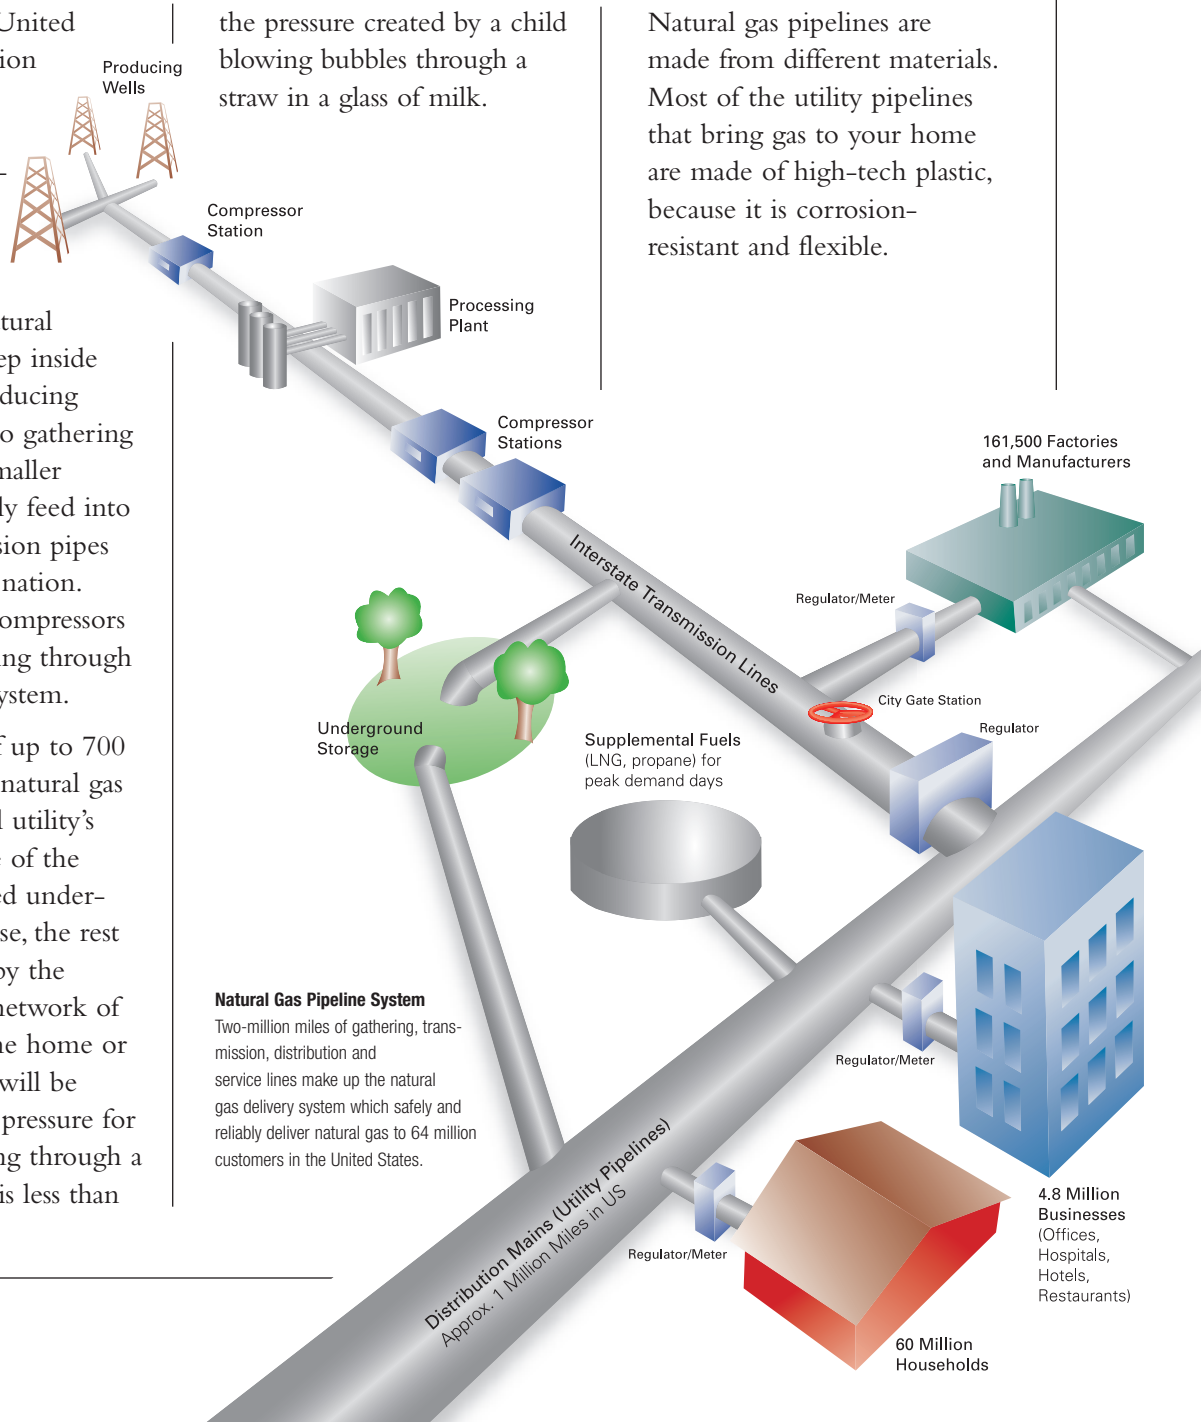 United
the pressure created by a child
blowing bubbles through a
straw in a glass of milk.
Natural gas pipelines are
made from different materials.
Most of the utility pipelines
that bring gas to your home
are made of high-tech plastic,
because it is corrosion-
resistant and flexible.
Producing
Wells
Compressor
Station
Processing
Plant
Compressor
Stations
161,500 Factories
and Manufacturers
Interstate Transmission Lines
Regulator/Meter
City Gate Station
Regulator
Underground
Storage
Supplemental Fuels
(LNG, propane) for
peak demand days
tion
tural
ep inside
ducing
o gathering
maller
ly feed into
sion pipes
nation.
ompressors
ing through
ystem.
f up to 700
natural gas
l utility's
e of the
ed under-
se, the rest
by the
network of
ne home or
will be
pressure for
ng through a
is less than
Natural Gas Pipeline System
Two-million miles of gathering, trans-
mission, distribution and
service lines make up the natural
gas delivery system which safely and
reliably deliver natural gas to 64 million
customers in the United States.
Regulator/Meter
Distribution Mains (Utility Pipelines)
Approx. 1 Million Miles in US
Regulator/Meter
4.8 Million
Businesses
(Offices,
Hospitals,
Hotels,
Restaurants)
60 Million
Households